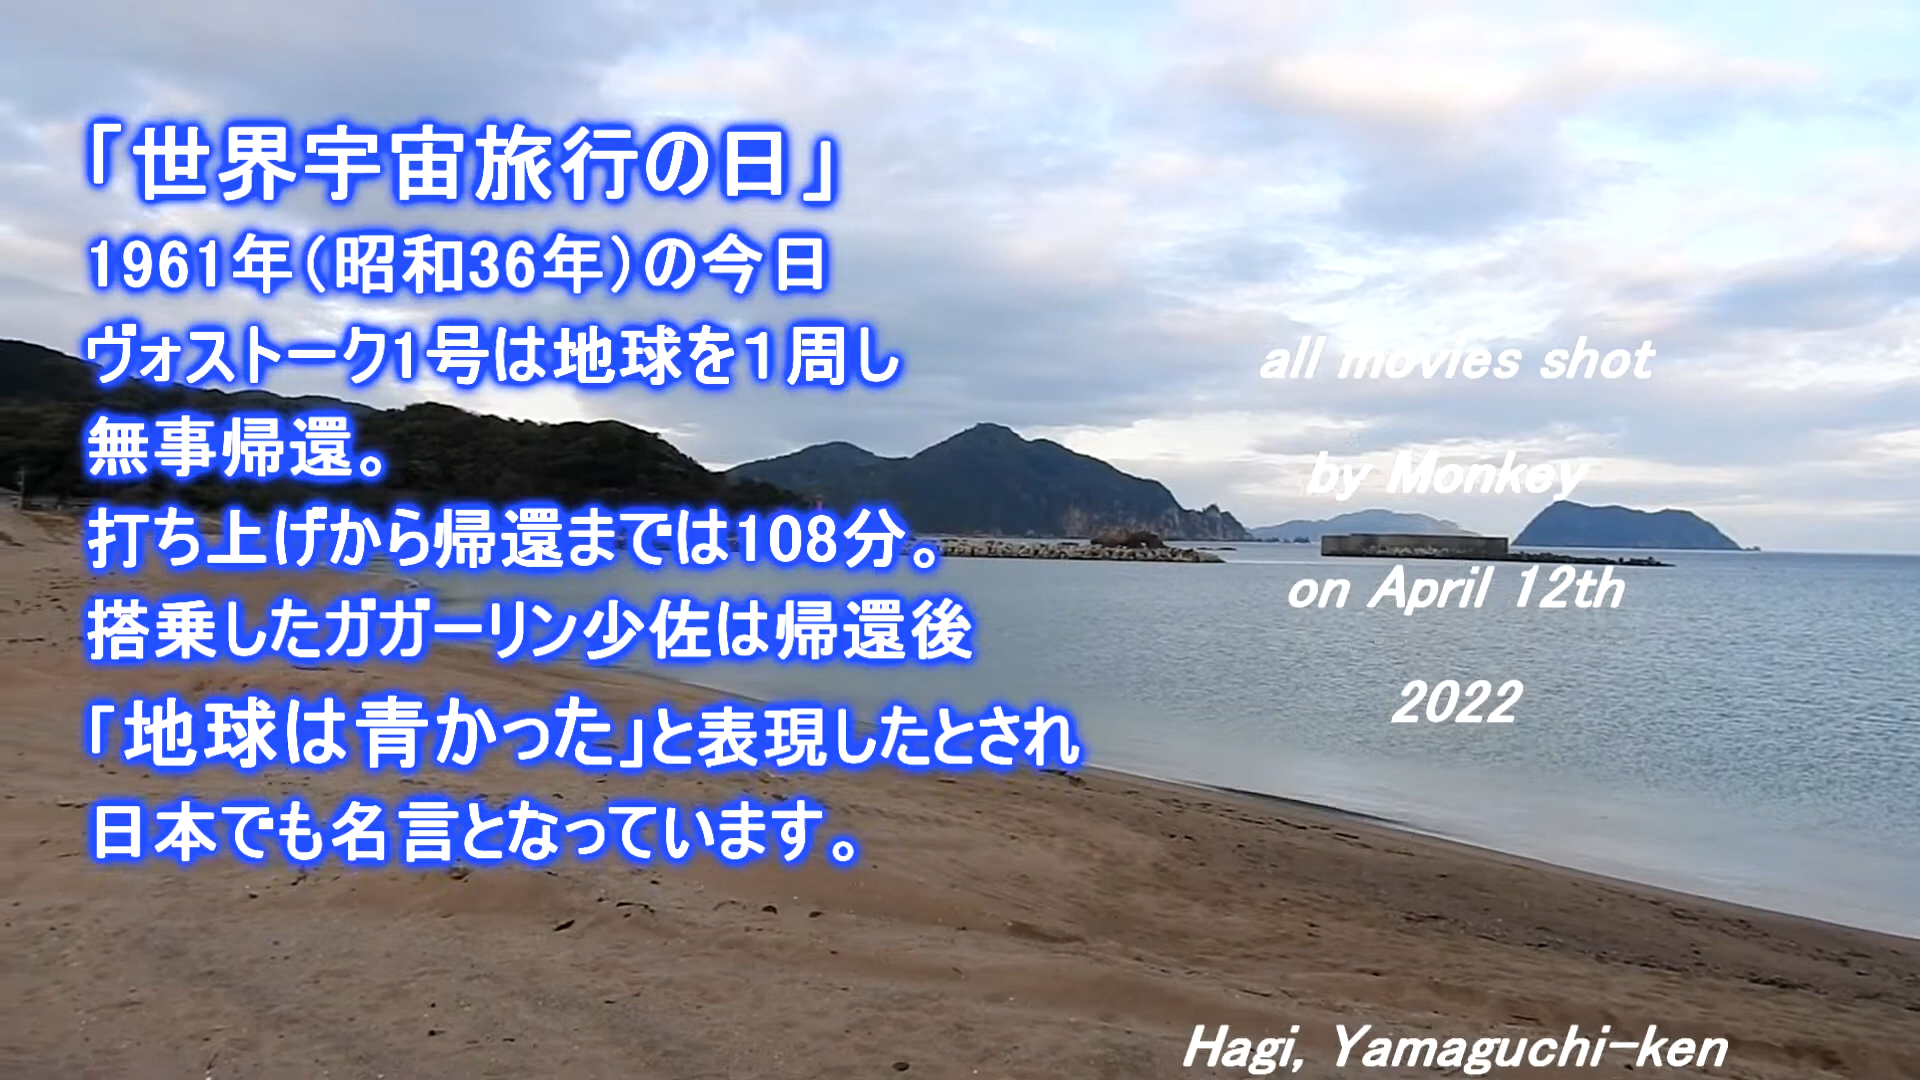 「世界宇宙旅行の日」
1961年(昭和36年)の今日
ヴォストーク1号は地球を１周し
無事帰還。
打ち上げから帰還までは108分。
搭乗したガガーリン少佐は帰還後
「地球は青かった」と表現したとされ
日本でも名言となっています。
all movies shot
by Monkey
on April 12th
2022
Hagi, Yamaguchi-ken